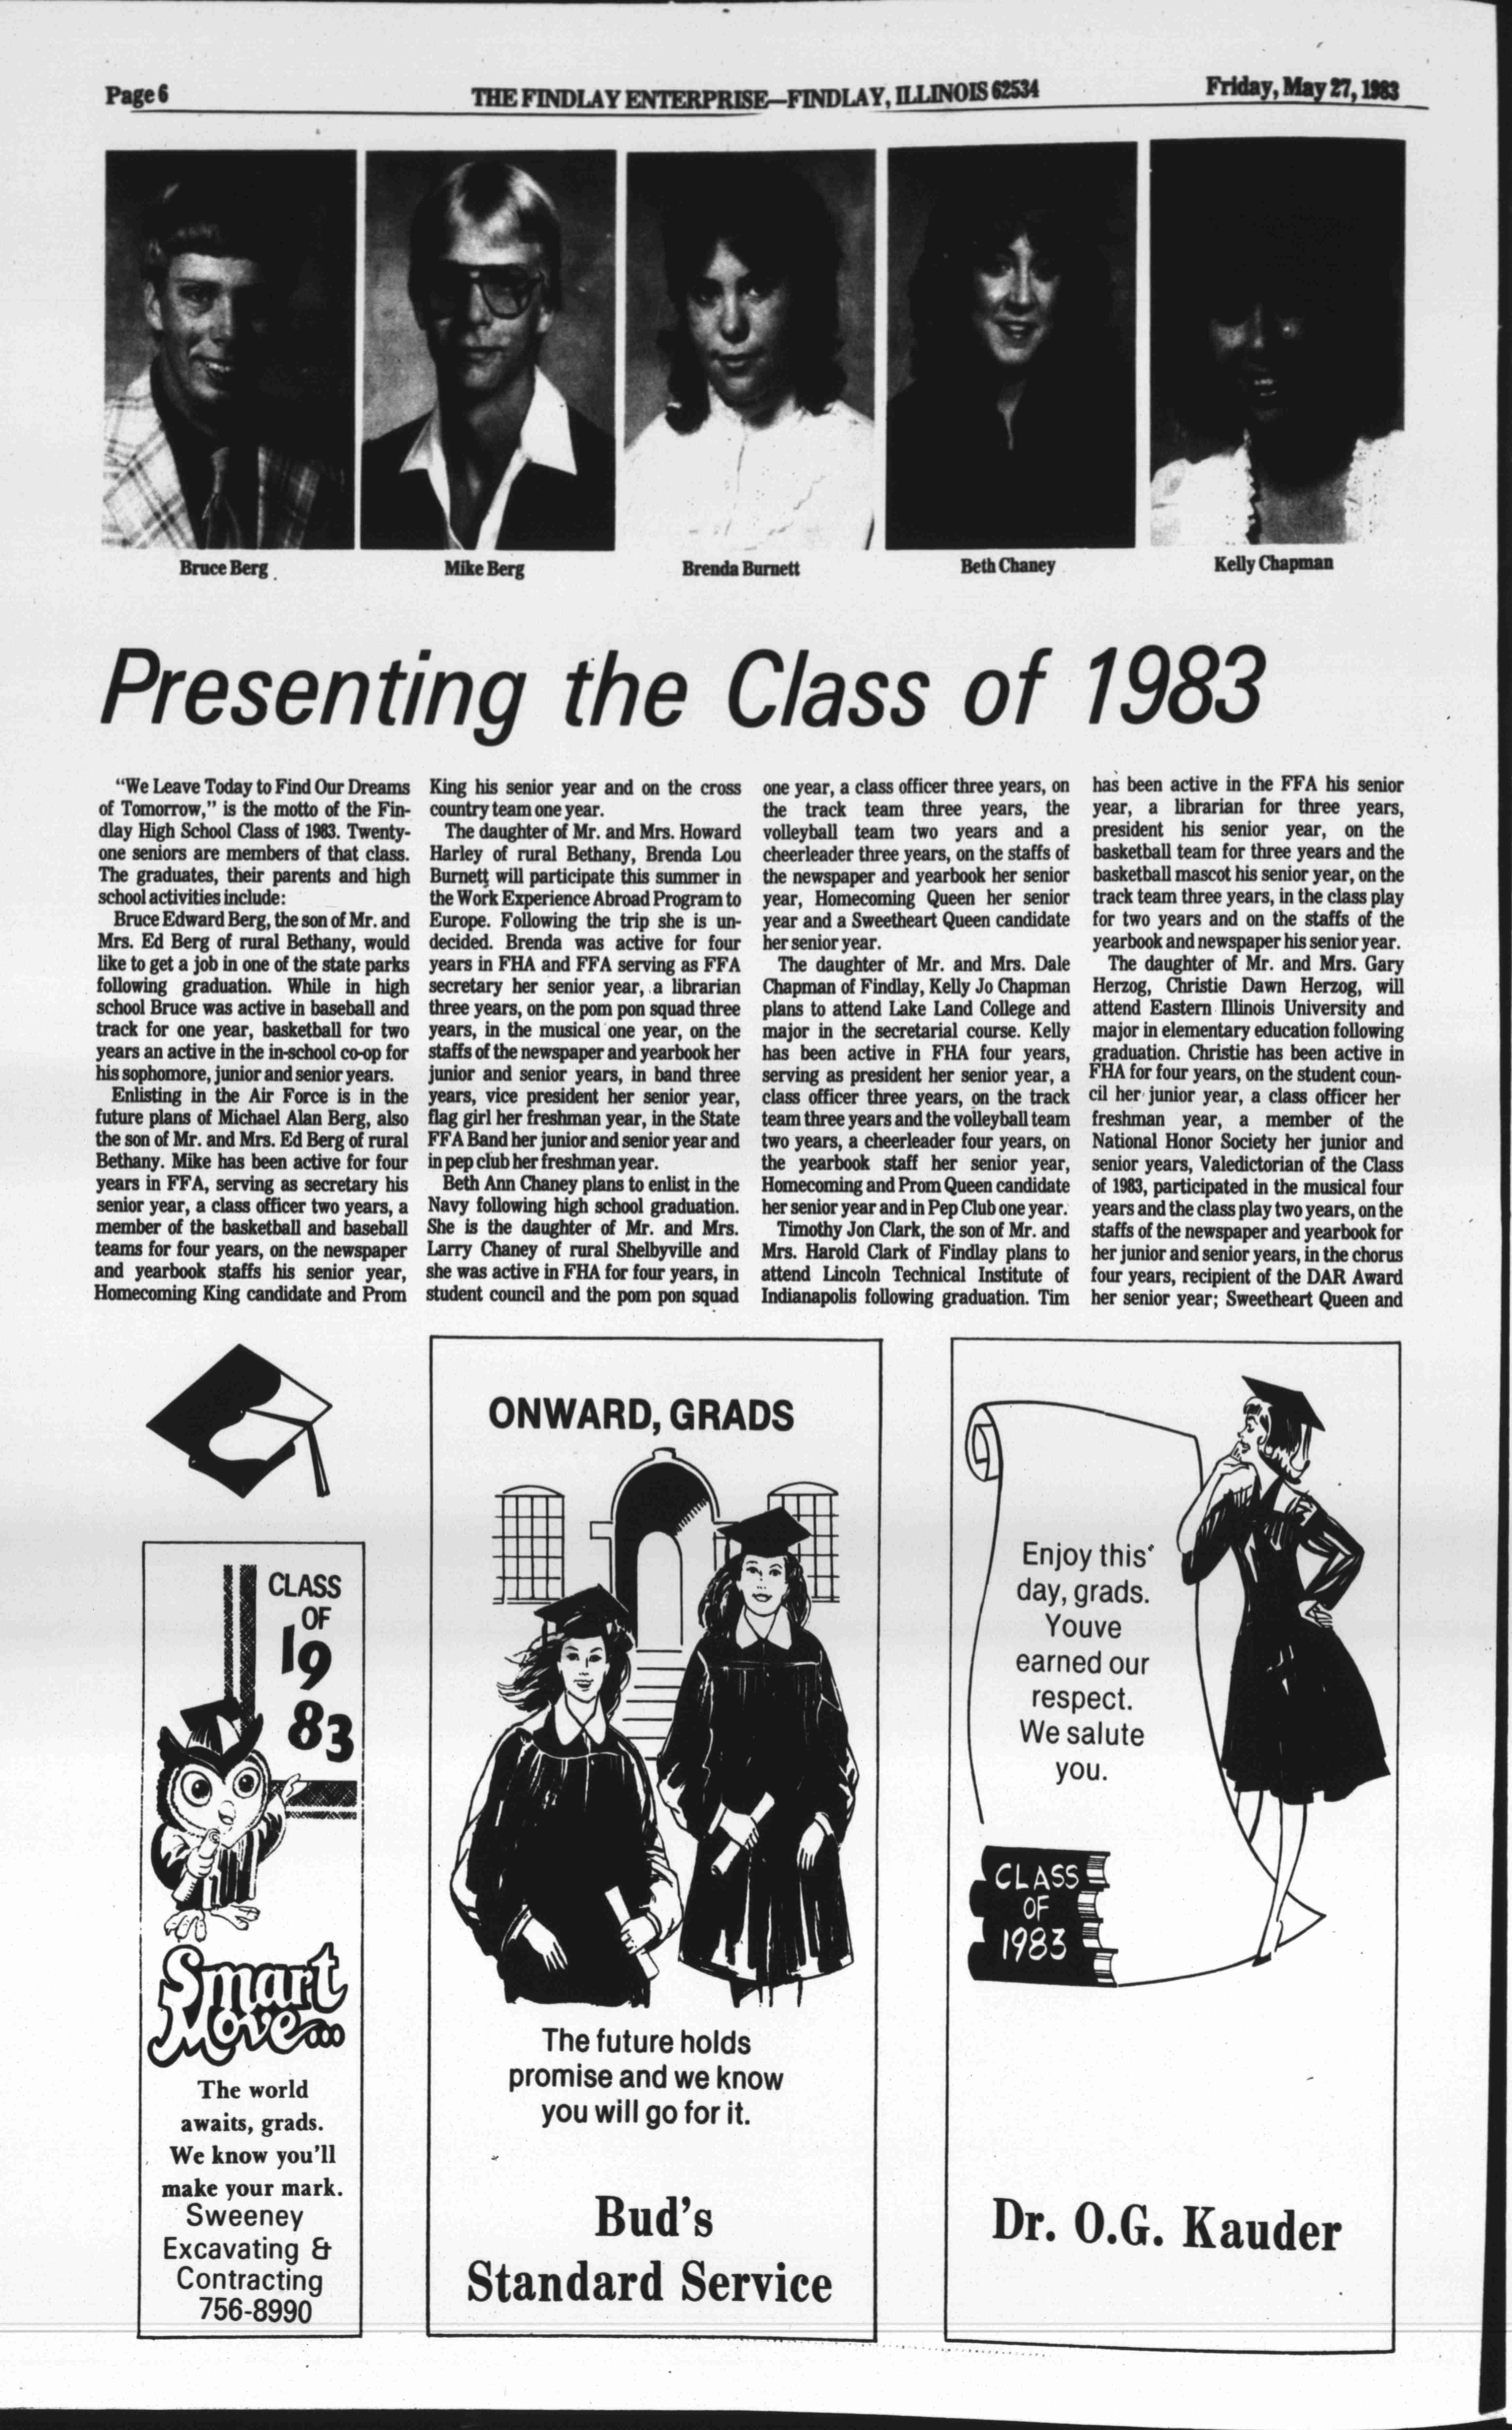 Page 6
THE FINDLAY ENTERPRISE—FINDLAY, ILLINOIS 62534
Friday, May 27, 1983
Bruce Berg
Mike Berg
Brenda Burnett
Beth Chaney
Kelly Chapman
Presenting the Class of 1983
“We Leave Today to Find Our Dreams
of Tomorrow,” is the motto of the Fin-
dlay High School Class of 1983. Twenty-
one seniors are members of that class.
The graduates, their parents and high
school activities include:
Bruce Edward Berg, the son of Mr. and
Mrs. Ed Berg of rural Bethany, would
like to get a job in one of the state parks
following graduation. While in high
school Bruce was active in baseball and
track for one year, basketball for two
years an active in the in-school co-op for
his sophomore, junior and senior years.
Enlisting in the Air Force is in the
future plans of Michael Alan Berg, also
the son of Mr. and Mrs. Ed Berg of rural
Bethany. Mike has been active for four
years in FFA, serving as secretary his
senior year, a class officer two years, a
member of the basketball and baseball
teams for four years, on the newspaper
and yearbook staffs his senior year,
Homecoming King candidate and Prom
King his senior year and on the cross
country team one year.
The daughter of Mr. and Mrs. Howard
Harley of rural Bethany, Brenda Lou
Burnett will participate this summer in
the Work Experience Abroad Program to
Europe. Following the trip she is un-
decided. Brenda was active for four
years in FHA and FFA serving as FFA
secretary her senior year, a librarian
three years, on the pom pon squad three
years, in the musical one year, on the
staffs of the newspaper and yearbook her
junior and senior years, in band three
years, vice president her senior year,
flag girl her freshman year, in the State
FFA Band her junior and senior year and
in pep club her freshman year.
Beth Ann Chaney plans to enlist in the
Navy following high school graduation.
She is the daughter of Mr. and Mrs.
Larry Chaney of rural Shelbyville and
she was active in FHA for four years, in
student council and the pom pon squad
one year, a class officer three years, on
the track team three years, the
volleyball team two years and a
cheerleader three years, on the staffs of
the newspaper and yearbook her senior
year, Homecoming Queen her senior
year and a Sweetheart Queen candidate
her senior year.
The daughter of Mr. and Mrs. Dale
Chapman of Findlay, Kelly Jo Chapman
plans to attend Lake Land College and
major in the secretarial course. Kelly
has been active in FHA four years,
serving as president her senior year, a
class officer three years, on the track
team three years and the volleyball team
two years, a cheerleader four years, on
the yearbook staff her senior year,
Homecoming and Prom Queen candidate
her senior year and in Pep Club one year.
Timothy Jon Clark, the son of Mr. and
Mrs. Harold Clark of Findlay plans to
attend Lincoln Technical Institute of
Indianapolis following graduation. Tim
has been active in the FFA his senior
year, a librarian for three years,
president his senior year, on the
basketball team for three years and the
basketball mascot his senior year, on the
track team three years, in the class play
for two years and on the staffs of the
yearbook and newspaper his senior year.
The daughter of Mr. and Mrs. Gary
Herzog, Christie Dawn Herzog, will
attend Eastern Illinois University and
major in elementary education following
graduation. Christie has been active in
FHA for four years, on the student coun-
cil her junior year, a class officer her
freshman year, a member of the
National Honor Society her junior and
senior years, Valedictorian of the Class
of 1983, participated in the musical four
years and the class play two years, on the
staffs of the newspaper and yearbook for
her junior and senior years, in the chorus
four years, recipient of the DAR Award
her senior year; Sweetheart Queen and
CLASS
OF
19
83
Smart
Move...
The world
awaits, grads.
We know you'll
make your mark.
Sweeney
Excavating &
Contracting
756-8990
ONWARD, GRADS
The future holds
promise and we know
you will go for it.
Bud's
Standard Service
Enjoy this
day, grads.
Youve
earned our
respect.
We salute
you.
CLASS
OF
1983
Dr. O.G. Kauder